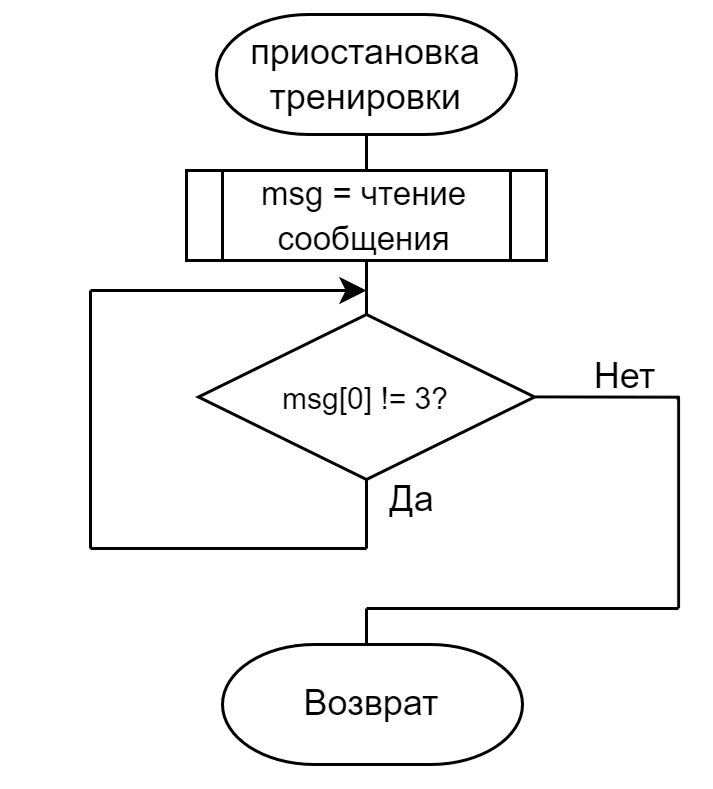 приостановка
тренировки
msg = чтение
сообщения
Нет
msg[0] != 3?
Да
Возврат